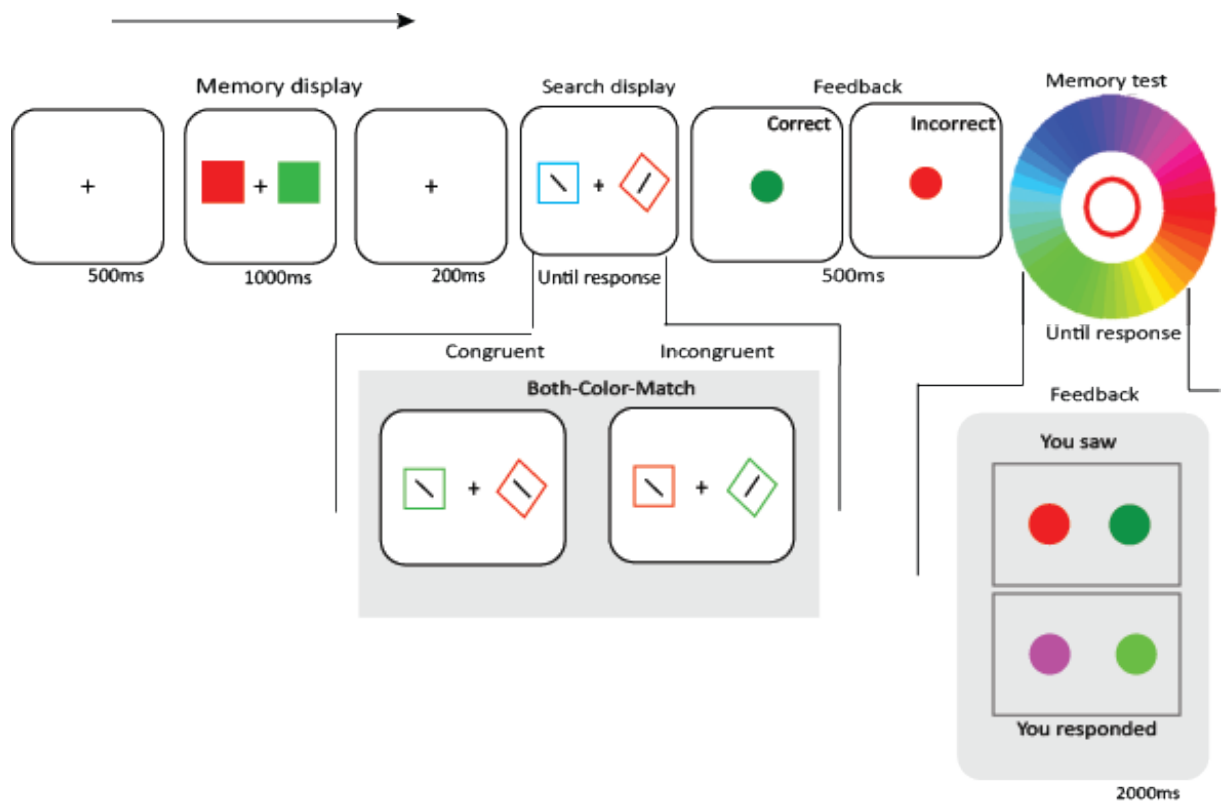 Memory display
Search display
Feedback
Memory test
Correct
Incorrect
500ms
1000ms
200ms
Until response
500ms
Until response
Congruent
Incongruent
Both-Color-Match
Feedback
You saw
You responded
2000ms